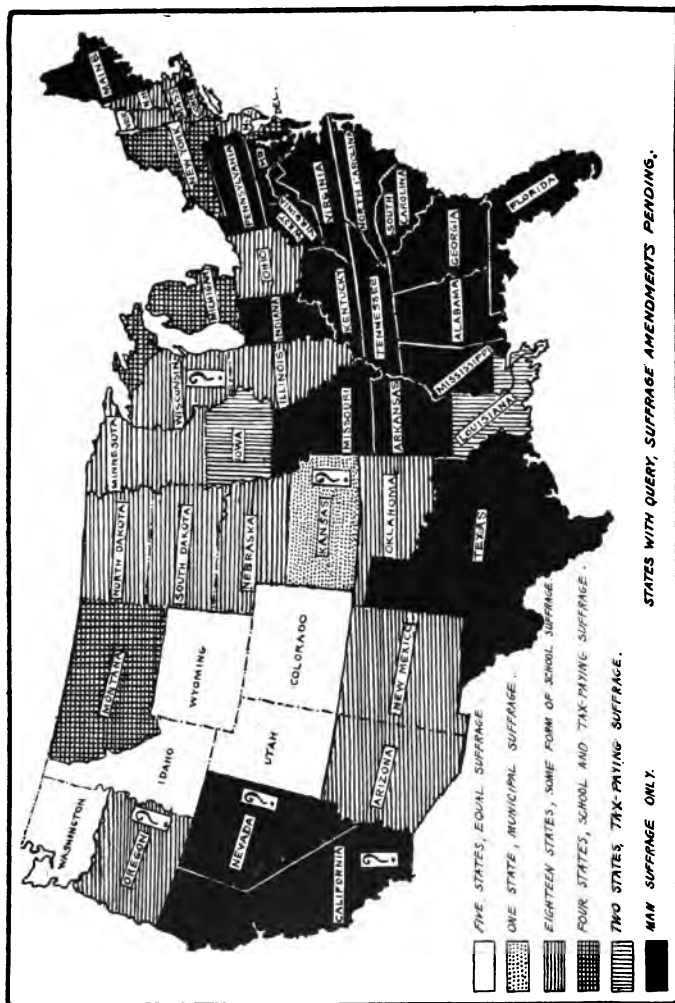 WASHINGTON
OREGON
?
CALIFORNIA
?
NEVADA
?
IDAHO
MONTANA
WYOMING
UTAH
COLORADO
ARIZONA
NEW MEXICO
NORTH DAKOTA
SOUTH DAKOTA
NEBRASKA
KANSAS
?
OKLAHOMA
TEXAS
MINNESOTA
IOWA
MISSOURI
ARKANSAS
LOUISIANA
WISCONSIN
?
ILLINOIS
MICHIGAN
INDIANA
OHIO
KENTUCKY
TENNESSEE
MISSISSIPPI
ALABAMA
GEORGIA
FLORIDA
SOUTH CAROLINA
NORTH CAROLINA
VIRGINIA
WEST VIRGINIA
PENNSYLVANIA
NEW YORK
MAINE
DEL.
FIVE STATES, EQUAL SUFFRAGE
ONE STATE, MUNICIPAL SUFFRAGE.
EIGHTEEN STATES, SOME FORM OF SCHOOL SUFFRAGE
FOUR STATES, SCHOOL AND TAX-PAYING SUFFRAGE.
TWO STATES, TAX-PAYING SUFFRAGE.
MAN SUFFRAGE ONLY.
STATES WITH QUERY, SUFFRAGE AMENDMENTS PENDING.